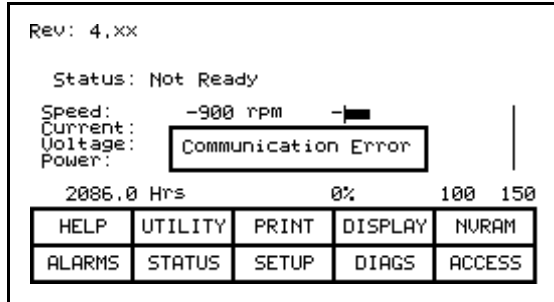 Rev: 4.xx
Status: Not Ready
Speed: -900 rpm -
Current:
Voltage:
Power:
Communication Error
2086.0 Hrs 0% 100 150
HELP UTILITY PRINT DISPLAY NVRAM
ALARMS STATUS SETUP DIAGS ACCESS